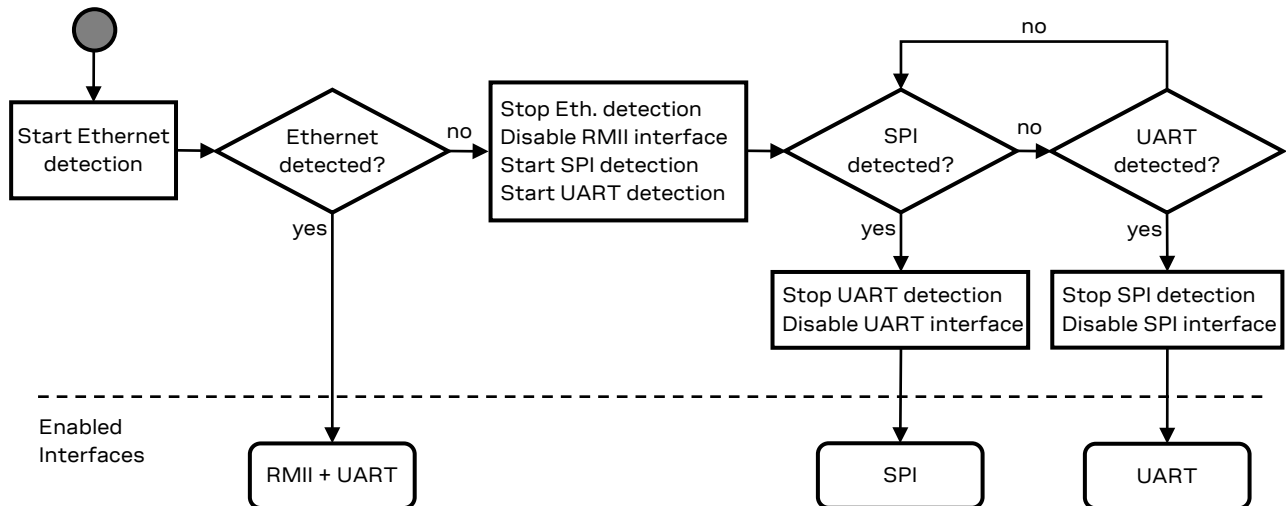 no
Start Ethernet
detection
Ethernet
detected?
no
yes
Stop Eth. detection
Disable RMII interface
Start SPI detection
Start UART detection
SPI
detected?
no
yes
UART
detected?
yes
Stop UART detection
Disable UART interface
Stop SPI detection
Disable SPI interface
Enabled
Interfaces
RMII + UART
SPI
UART